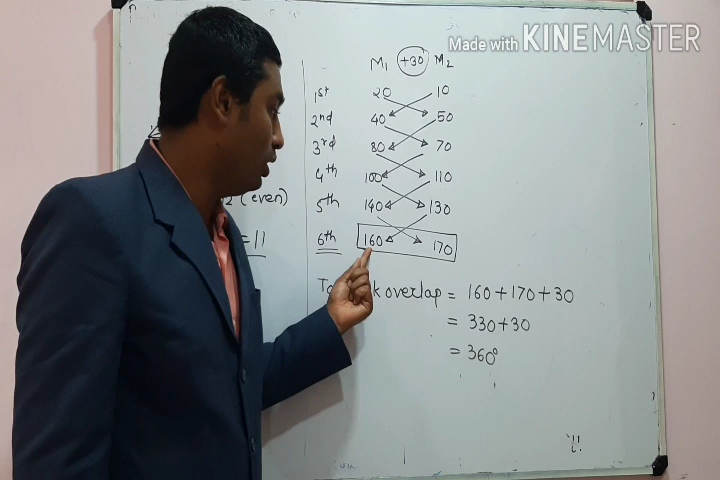 Made with KINEMASTER
M1 +30 M2
1st 20 10
2nd 40 50
3rd 80 70
4th 100 110
2 (even)
5th 140 130
= 11
6th 160 170
overlap = 160 + 170 + 30
= 330 + 30
= 360°